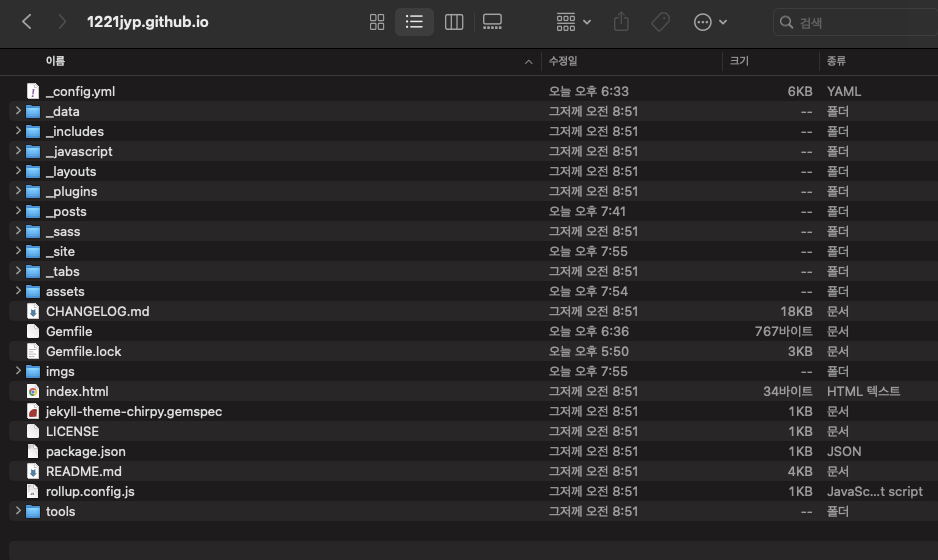 1221jyp.github.io 검색
이름 수정일 크기 종류
_config.yml 오늘 오후 6:33 6KB YAML
_data 그저께 오전 8:51 -- 폴더
_includes 그저께 오전 8:51 -- 폴더
_javascript 그저께 오전 8:51 -- 폴더
_layouts 그저께 오전 8:51 -- 폴더
_plugins 그저께 오전 8:51 -- 폴더
_posts 오늘 오후 7:41 -- 폴더
_sass 그저께 오전 8:51 -- 폴더
_site 오늘 오후 7:55 -- 폴더
_tabs 그저께 오전 8:51 -- 폴더
assets 오늘 오후 7:54 -- 폴더
CHANGELOG.md 그저께 오전 8:51 18KB 문서
Gemfile 오늘 오후 6:36 767바이트 문서
Gemfile.lock 오늘 오후 5:50 3KB 문서
imgs 오늘 오후 7:55 -- 폴더
index.html 그저께 오전 8:51 34바이트 HTML 텍스트
jekyll-theme-chirpy.gemspec 그저께 오전 8:51 1KB 문서
LICENSE 그저께 오전 8:51 1KB 문서
package.json 그저께 오전 8:51 1KB JSON
README.md 그저께 오전 8:51 4KB 문서
rollup.config.js 그저께 오전 8:51 1KB JavaSc...t script
tools 그저께 오전 8:51 -- 폴더